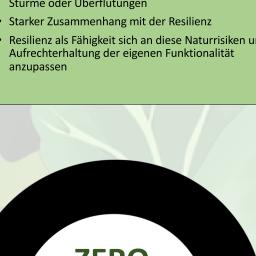 Stürme oder Überflutungen
Starker Zusammenhang mit der Resilienz
Resilienz als Fähigkeit sich an diese Naturrisiken
Aufrechterhaltung der eigenen Funktionalität
anzupassen
ZERO